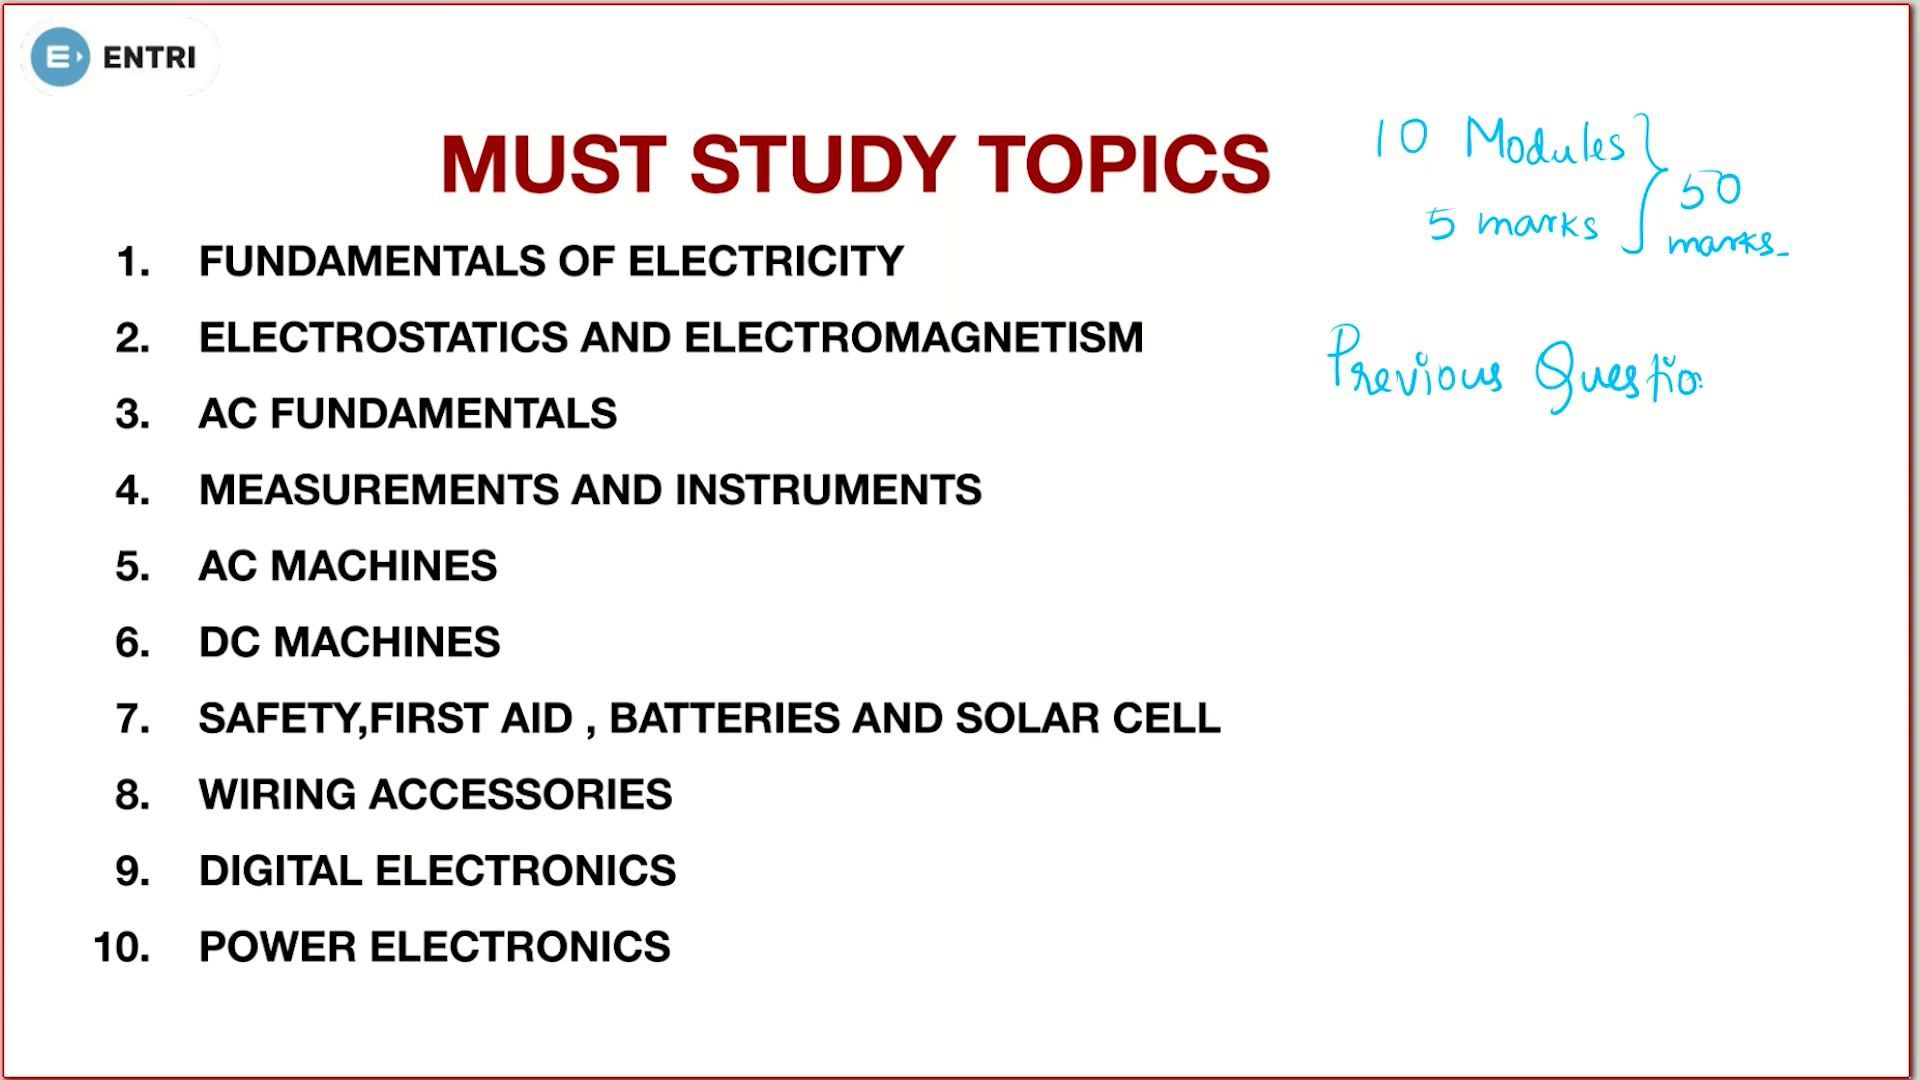 ENTRI
MUST STUDY TOPICS
1. FUNDAMENTALS OF ELECTRICITY
2. ELECTROSTATICS AND ELECTROMAGNETISM
3. AC FUNDAMENTALS
4. MEASUREMENTS AND INSTRUMENTS
5. AC MACHINES
6. DC MACHINES
7. SAFETY,FIRST AID , BATTERIES AND SOLAR CELL
8. WIRING ACCESSORIES
9. DIGITAL ELECTRONICS
10. POWER ELECTRONICS
10 Modules
5 marks
50
marks
Previous Questio